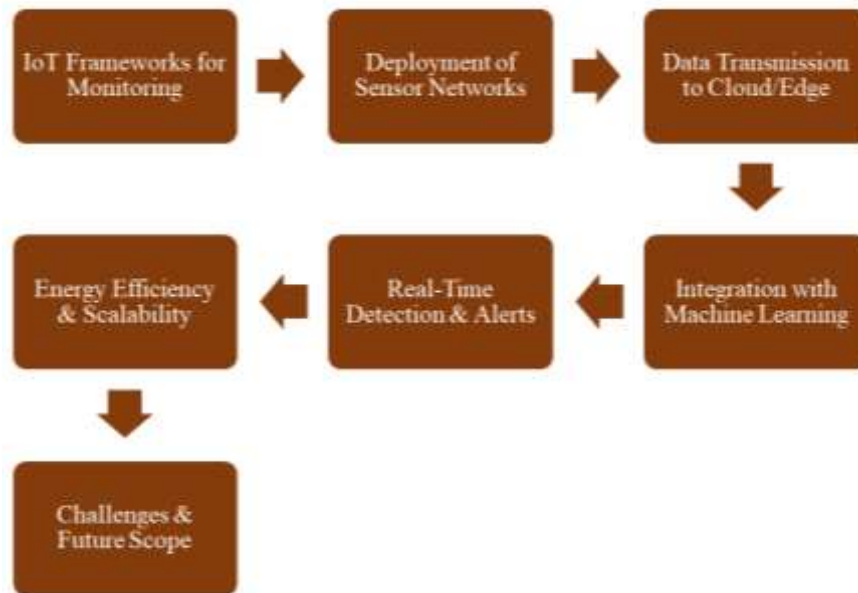 IoT Frameworks for
Monitoring
Deployment of
Sensor Networks
Data Transmission
to Cloud/Edge
Integration with
Machine Learning
Real-Time
Detection & Alerts
Energy Efficiency
& Scalability
Challenges &
Future Scope